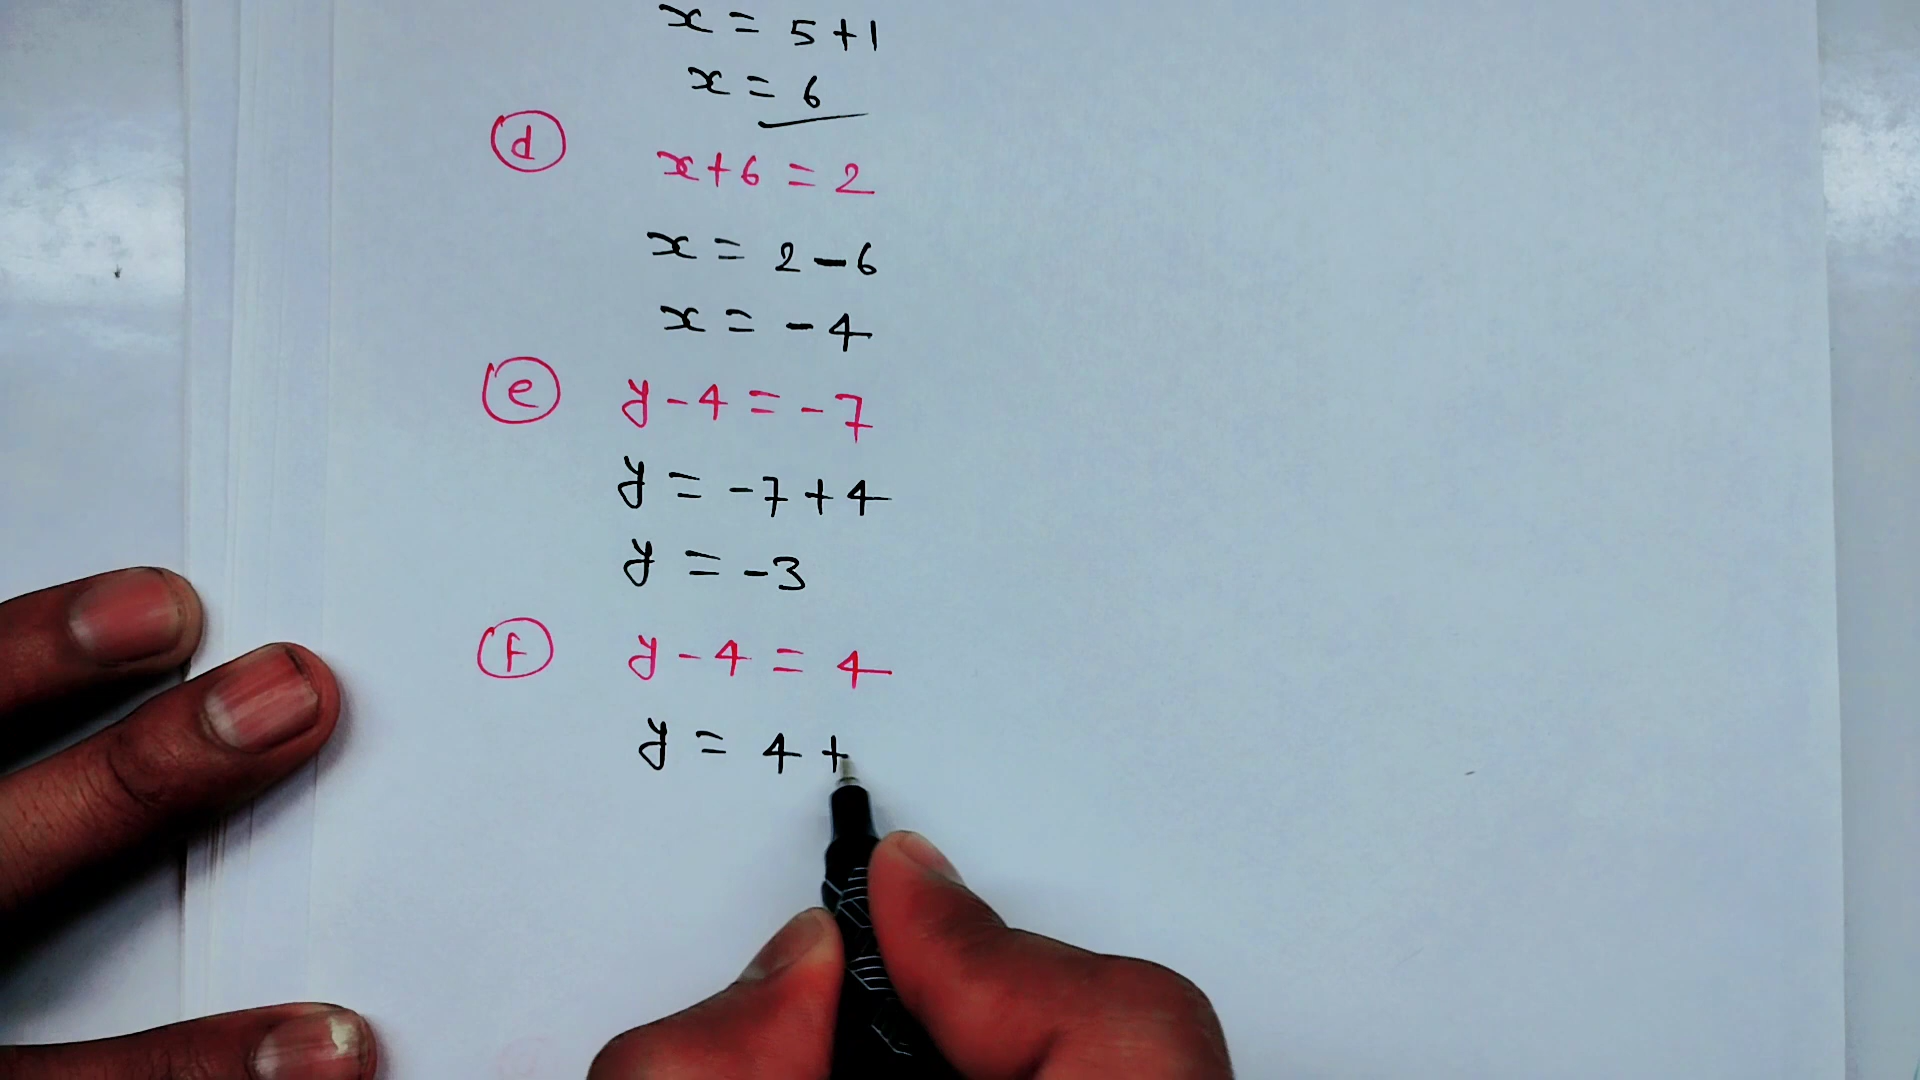 x = 5+1
x = 6
d x+6 = 2
x = 2-6
x = -4
e y-4 = -7
y = -7+4
y = -3
f y-4 = 4
y = 4 +